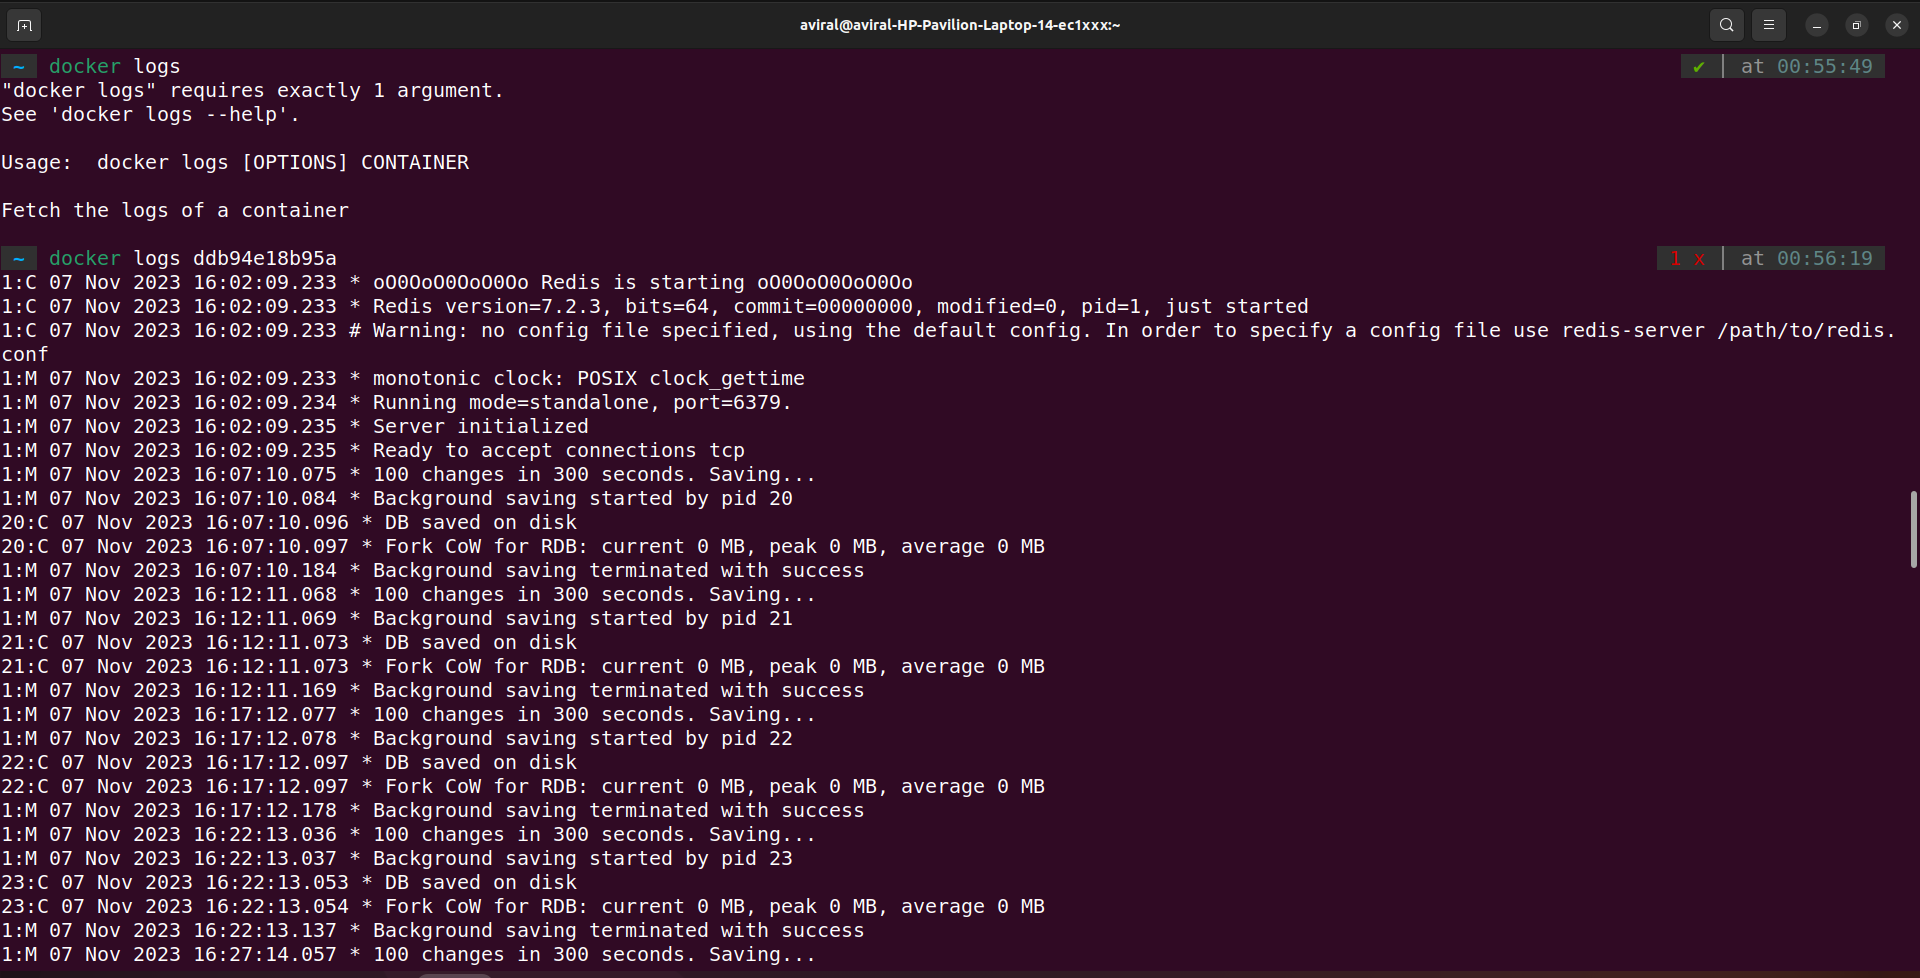 aviral@aviral-HP-Pavilion-Laptop-14-ec1xxx:~
~ docker logs ✔ | at 00:55:49
"docker logs" requires exactly 1 argument.
See 'docker logs --help'.
Usage:  docker logs [OPTIONS] CONTAINER
Fetch the logs of a container
~ docker logs ddb94e18b95a 1 x | at 00:56:19
1:C 07 Nov 2023 16:02:09.233 * oO0OoO0OoO0Oo Redis is starting oO0OoO0OoO0Oo
1:C 07 Nov 2023 16:02:09.233 * Redis version=7.2.3, bits=64, commit=00000000, modified=0, pid=1, just started
1:C 07 Nov 2023 16:02:09.233 # Warning: no config file specified, using the default config. In order to specify a config file use redis-server /path/to/redis.
conf
1:M 07 Nov 2023 16:02:09.233 * monotonic clock: POSIX clock_gettime
1:M 07 Nov 2023 16:02:09.234 * Running mode=standalone, port=6379.
1:M 07 Nov 2023 16:02:09.235 * Server initialized
1:M 07 Nov 2023 16:02:09.235 * Ready to accept connections tcp
1:M 07 Nov 2023 16:07:10.075 * 100 changes in 300 seconds. Saving...
1:M 07 Nov 2023 16:07:10.084 * Background saving started by pid 20
20:C 07 Nov 2023 16:07:10.096 * DB saved on disk
20:C 07 Nov 2023 16:07:10.097 * Fork CoW for RDB: current 0 MB, peak 0 MB, average 0 MB
1:M 07 Nov 2023 16:07:10.184 * Background saving terminated with success
1:M 07 Nov 2023 16:12:11.068 * 100 changes in 300 seconds. Saving...
1:M 07 Nov 2023 16:12:11.069 * Background saving started by pid 21
21:C 07 Nov 2023 16:12:11.073 * DB saved on disk
21:C 07 Nov 2023 16:12:11.073 * Fork CoW for RDB: current 0 MB, peak 0 MB, average 0 MB
1:M 07 Nov 2023 16:12:11.169 * Background saving terminated with success
1:M 07 Nov 2023 16:17:12.077 * 100 changes in 300 seconds. Saving...
1:M 07 Nov 2023 16:17:12.078 * Background saving started by pid 22
22:C 07 Nov 2023 16:17:12.097 * DB saved on disk
22:C 07 Nov 2023 16:17:12.097 * Fork CoW for RDB: current 0 MB, peak 0 MB, average 0 MB
1:M 07 Nov 2023 16:17:12.178 * Background saving terminated with success
1:M 07 Nov 2023 16:22:13.036 * 100 changes in 300 seconds. Saving...
1:M 07 Nov 2023 16:22:13.037 * Background saving started by pid 23
23:C 07 Nov 2023 16:22:13.053 * DB saved on disk
23:C 07 Nov 2023 16:22:13.054 * Fork CoW for RDB: current 0 MB, peak 0 MB, average 0 MB
1:M 07 Nov 2023 16:22:13.137 * Background saving terminated with success
1:M 07 Nov 2023 16:27:14.057 * 100 changes in 300 seconds. Saving...